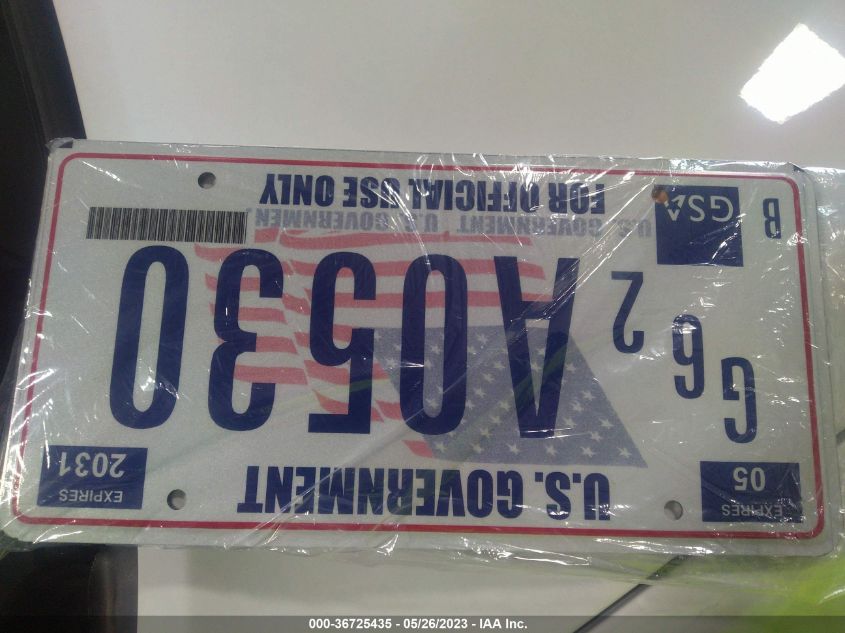 EXPIRES
05
U.S. GOVERNMENT
EXPIRES
2031
G62 A0530
U.S. GOVERNMENT U.S. GOVERNMENT U.S. GOVERNMENT
B
GSA
FOR OFFICIAL USE ONLY
000-36725435 - 05/26/2023 - IAA Inc.